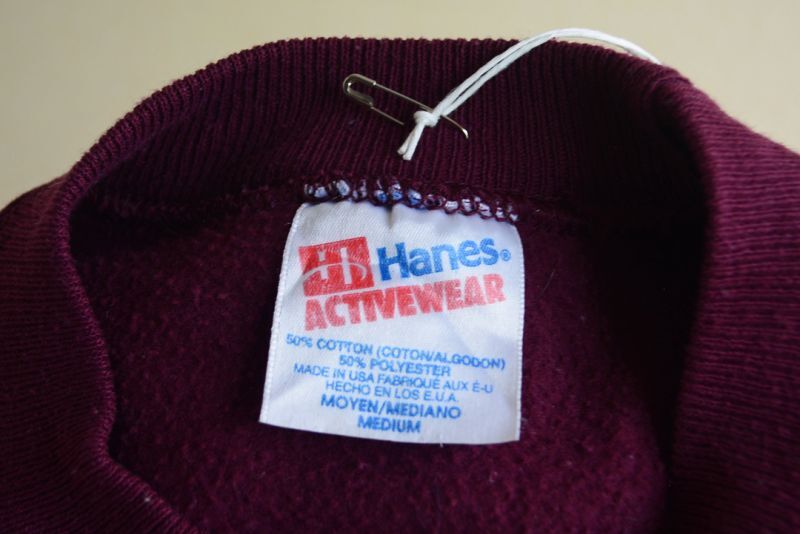 H Hanes®
ACTIVEWEAR
50% COTTON (COTON/ALGODON)
50% POLYESTER
MADE IN USA FABRIQUÉ AUX É-U
HECHO EN LOS E.U.A.
MOYEN/MEDIANO
MEDIUM